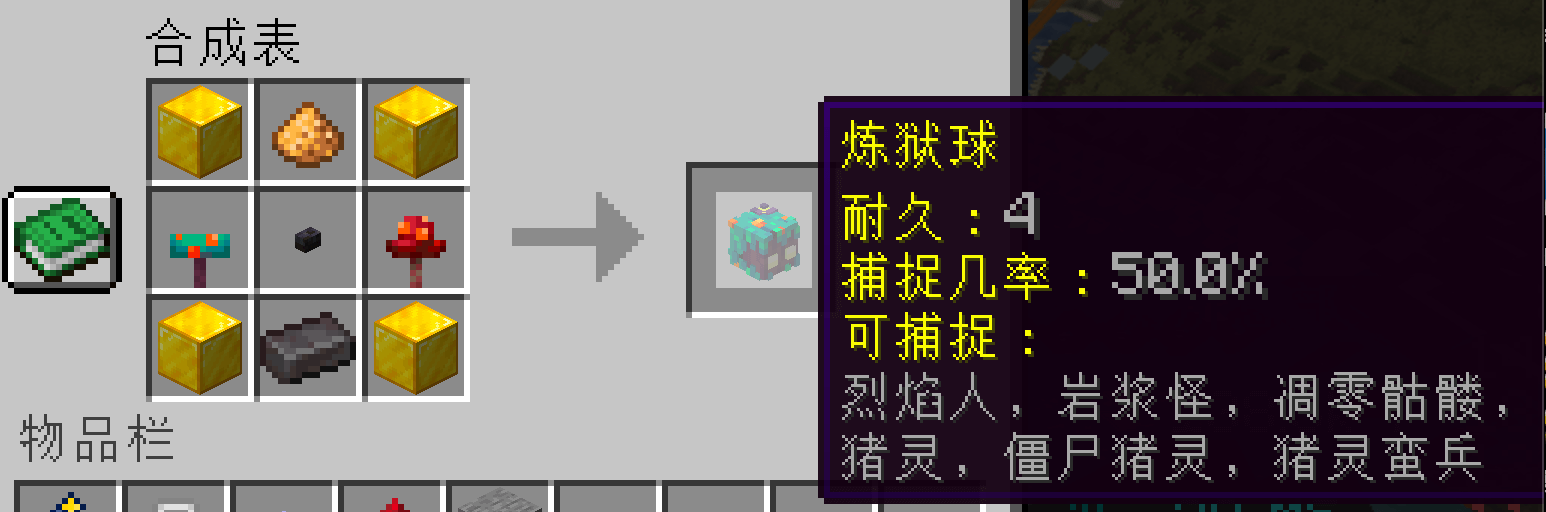 合成表
炼狱球
耐久：4
捕捉几率：50.0%
可捕捉：
烈焰人，岩浆怪，凋零骷髅，
猪灵，僵尸猪灵，猪灵蛮兵
物品栏